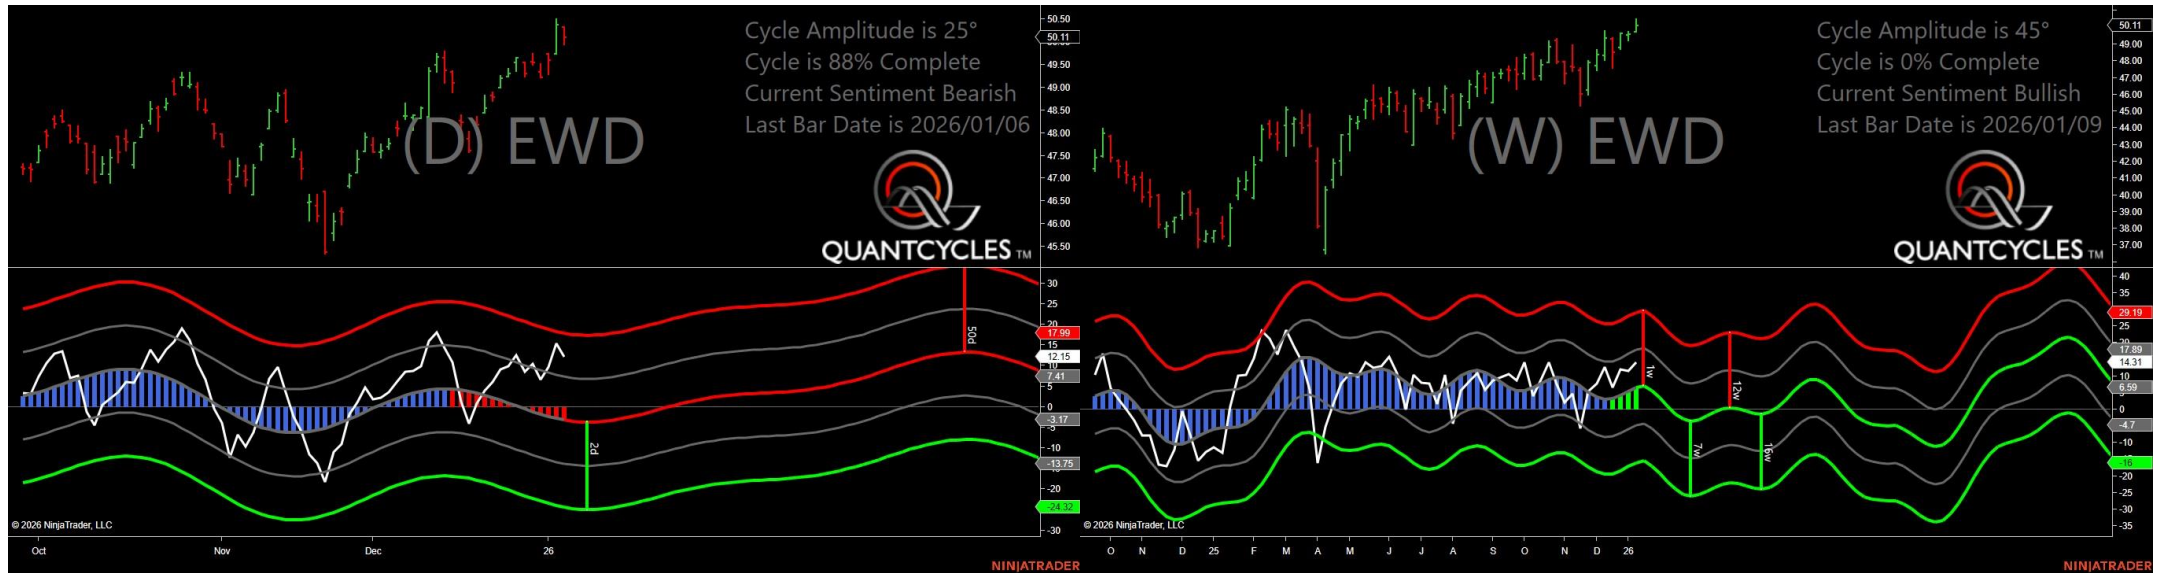 Cycle Amplitude is 25°
Cycle is 88% Complete
Current Sentiment Bearish
Last Bar Date is 2026/01/06
(D) EWD
QUANTCYCLES TM
50.50
50.11
49.50
49.00
48.50
48.00
47.50
47.00
46.50
46.00
45.50
30
25
20
17.99
15
12.15
7.41
5
0
-3.17
-5
-10
-13.75
-20
-24.32
-30
50d
2d
© 2026 NinjaTrader, LLC
Oct Nov Dec 26
NINJATRADER
Cycle Amplitude is 45°
Cycle is 0% Complete
Current Sentiment Bullish
Last Bar Date is 2026/01/09
(W) EWD
QUANTCYCLES TM
50.11
49.00
48.00
47.00
46.00
45.00
44.00
43.00
42.00
41.00
40.00
39.00
38.00
37.00
40
35
29.19
25
17.89
14.31
10
6.59
0
-4.7
-10
-16
-20
-25
-30
-35
1w
12w
7w
16w
© 2026 NinjaTrader, LLC
O N D 25 F M A M J J A S O N D 26
NINJATRADER